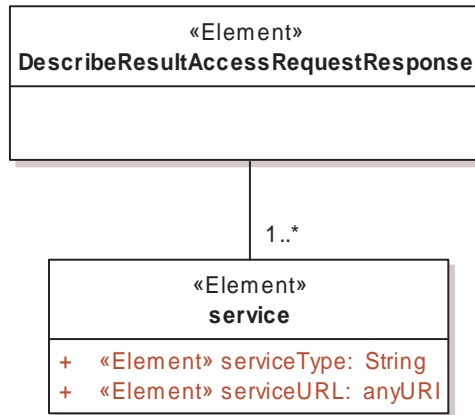 «Element»
DescribeResultAccessRequestResponse
1..*
«Element»
service
+ «Element» serviceType: String
+ «Element» serviceURL: anyURI